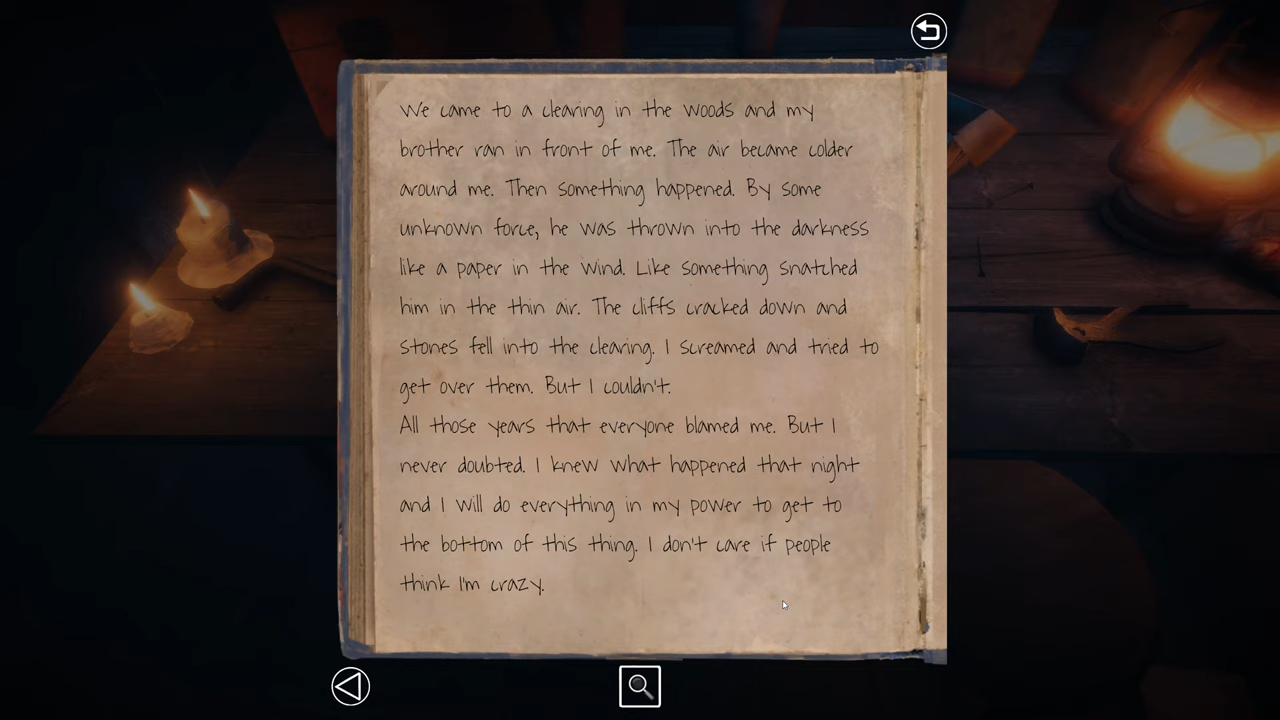 We came to a clearing in the woods and my
brother ran in front of me. The air became colder
around me. Then something happened. By some
unknown force, he was thrown into the darkness
like a paper in the wind. Like something snatched
him in the thin air. The cliffs cracked down and
stones fell into the clearing. I screamed and tried to
get over them. But I couldn't.
All those years that everyone blamed me. But I
never doubted. I knew what happened that night
and I will do everything in my power to get to
the bottom of this thing. I don't care if people
think I'm crazy.